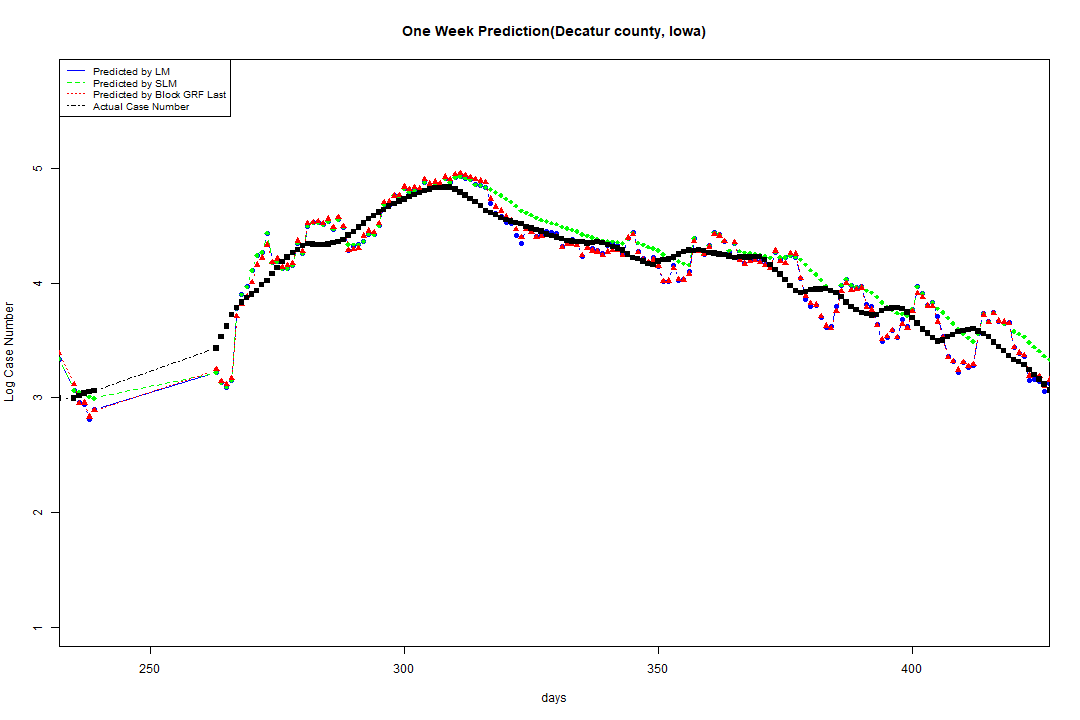 One Week Prediction(Decatur county, Iowa)
Predicted by LM
Predicted by SLM
Predicted by Block GRF Last
Actual Case Number
Log Case Number
5
4
3
2
1
250 300 350 400
days